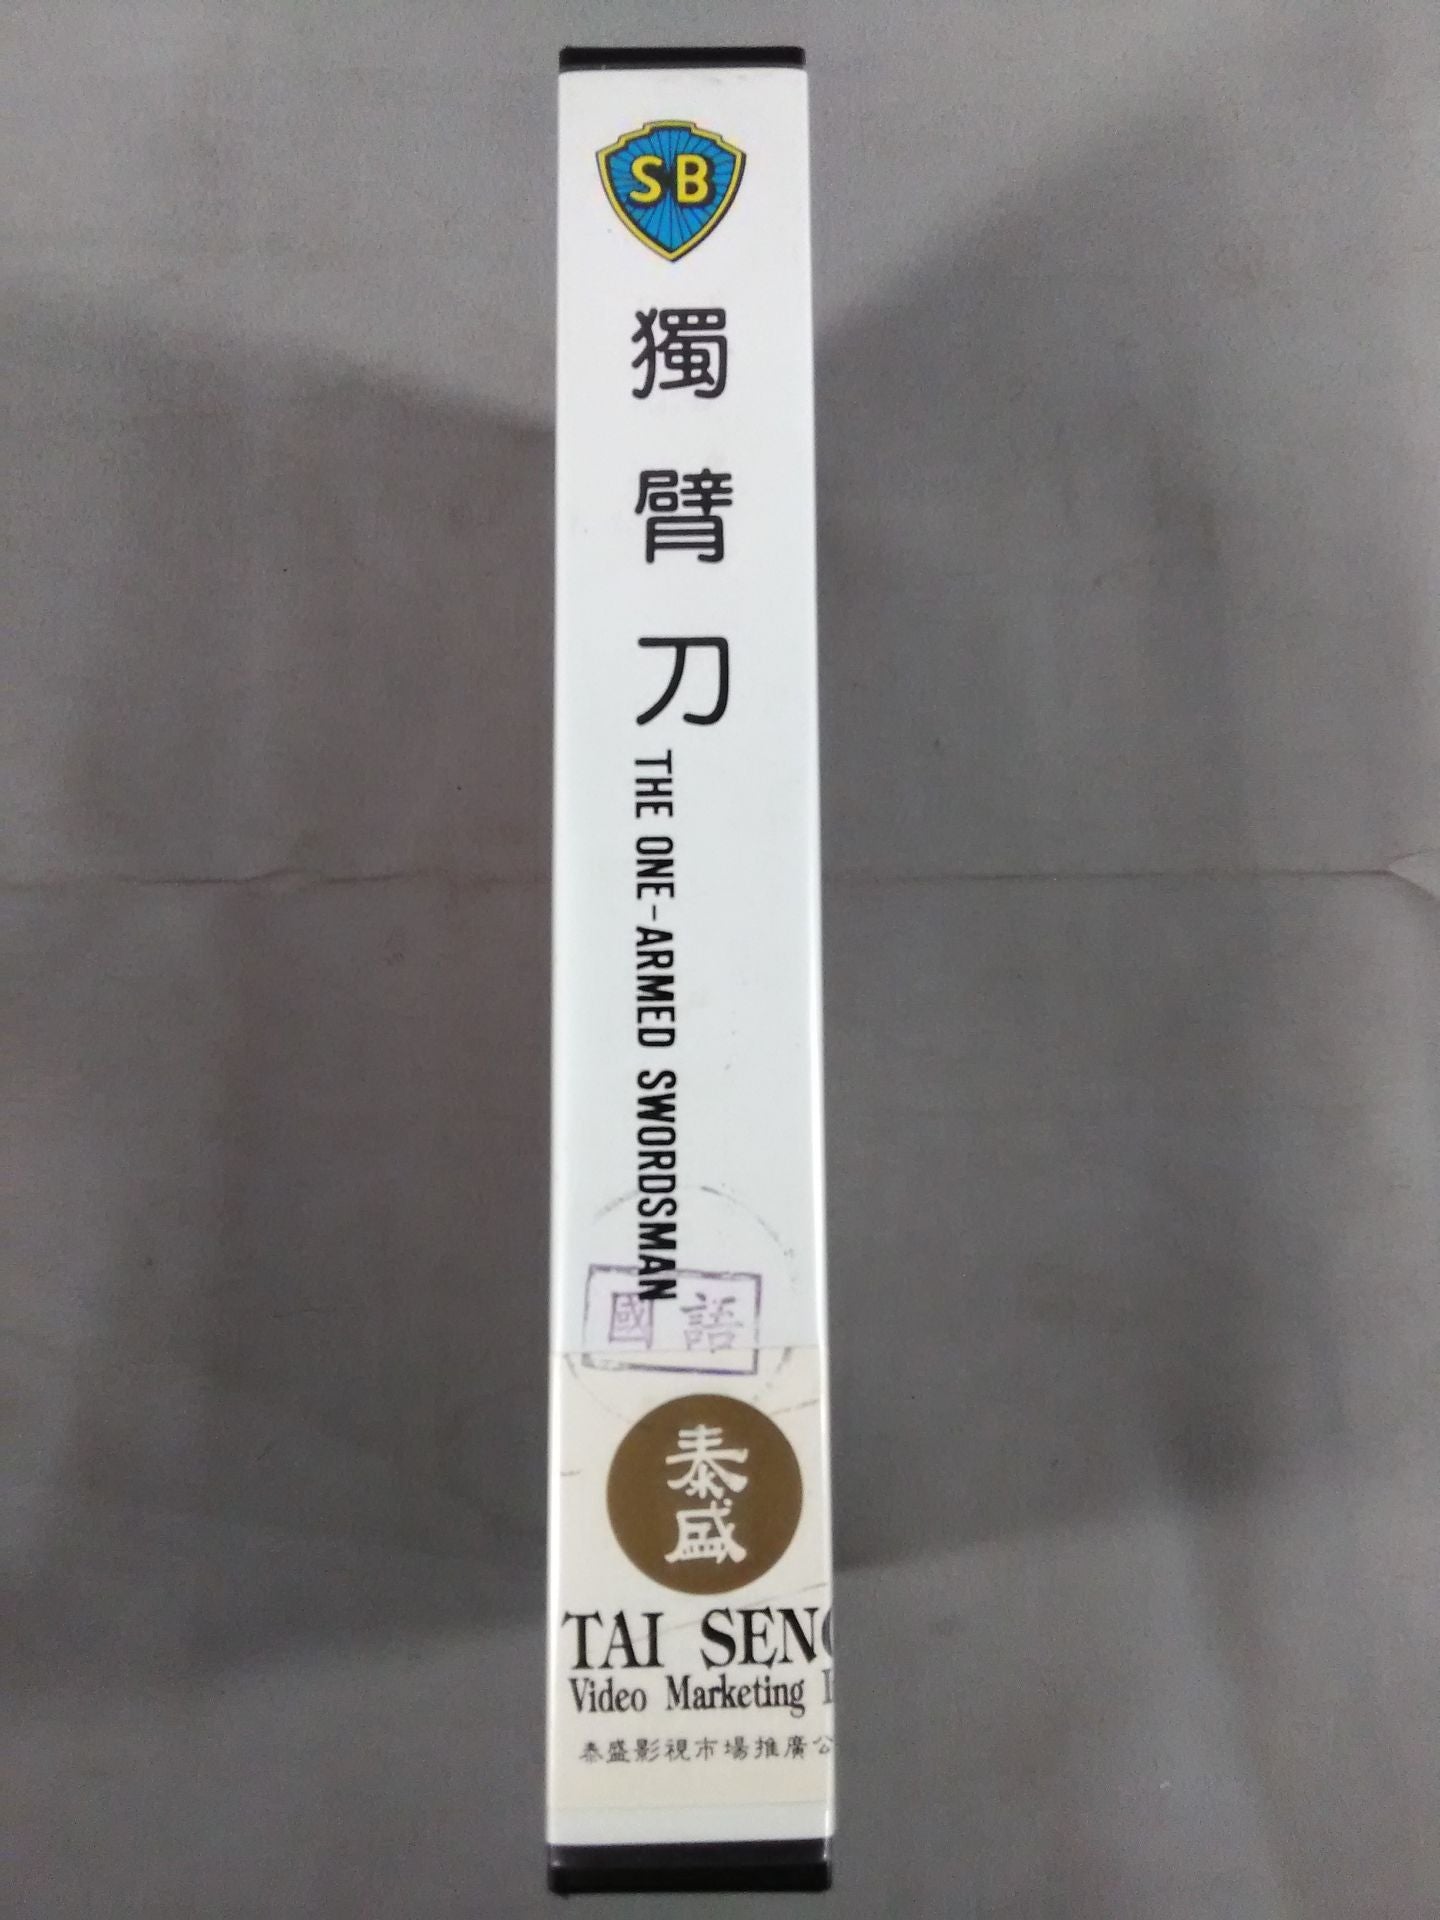 SB
獨臂刀
THE ONE-ARMED SWORDSMAN
國語
泰盛
TAI SENG
Video Marketing I
泰盛影視市場推廣公